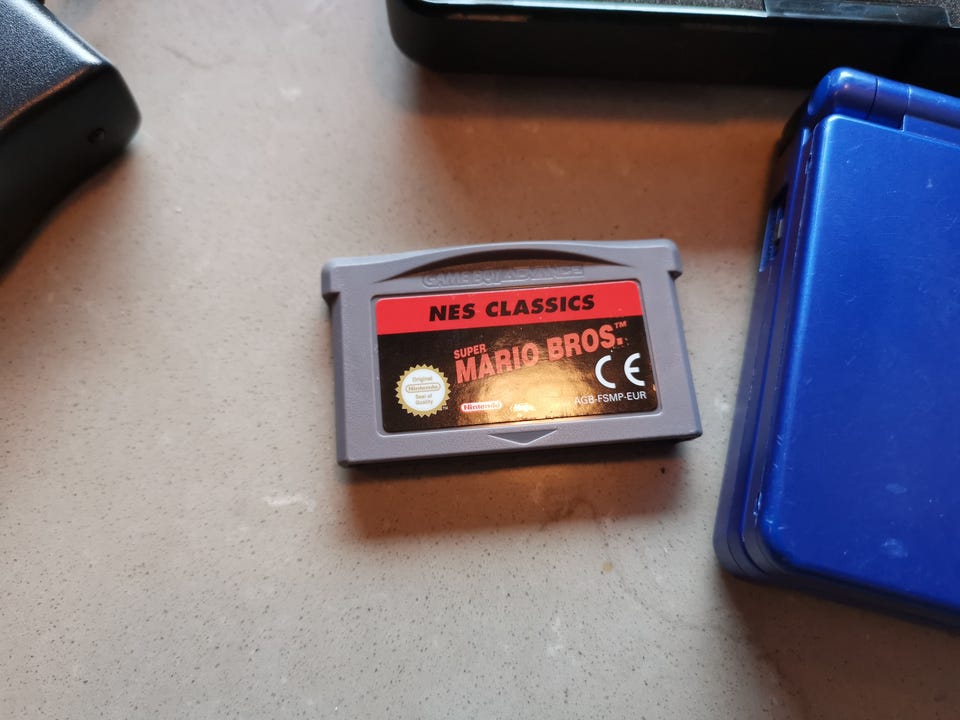 GAME BOY ADVANCE
NES CLASSICS
SUPER
MARIO BROS.™
Original
Nintendo
Seal of
Quality
Nintendo
CE
AGB-FSMP-EUR